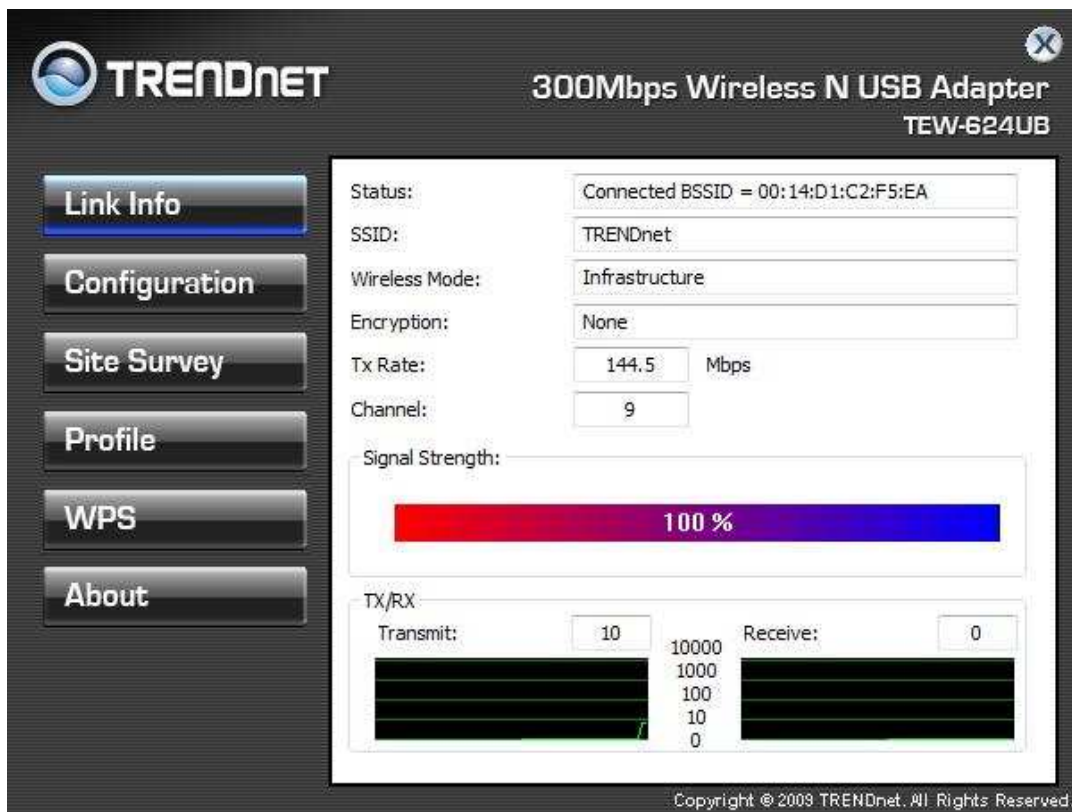 TRENDNET
300Mbps Wireless N USB Adapter
TEW-624UB
Link Info
Configuration
Site Survey
Profile
WPS
About
Status: Connected BSSID = 00:14:D1:C2:F5:EA
SSID: TRENDnet
Wireless Mode: Infrastructure
Encryption: None
Tx Rate: 144.5 Mbps
Channel: 9
Signal Strength:
100 %
TX/RX
Transmit: 10 Receive: 0
10000
1000
100
10
0
Copyright © 2009 TRENDnet. All Rights Reserved